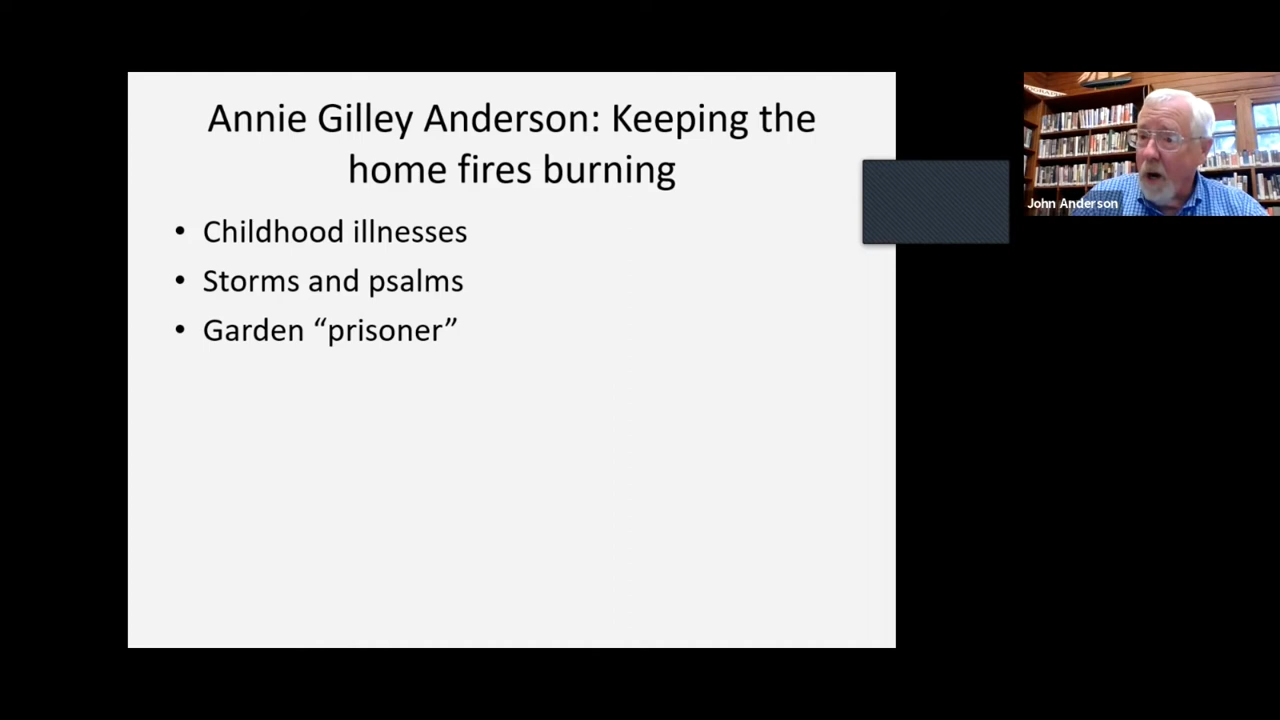 Annie Gilley Anderson: Keeping the
home fires burning
• Childhood illnesses
• Storms and psalms
• Garden “prisoner”
John Anderson